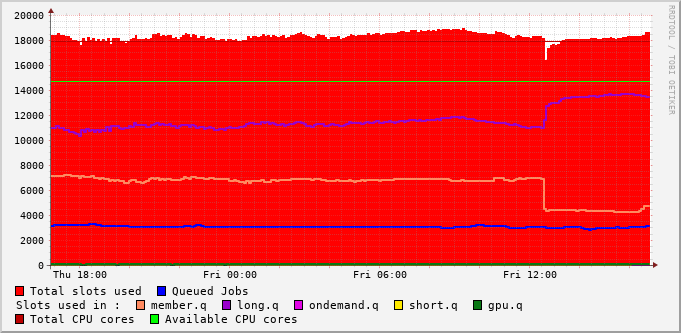 20000
18000
16000
14000
12000
10000
8000
6000
4000
2000
0
Thu 18:00 Fri 00:00 Fri 06:00 Fri 12:00
RRDTOOL / TOBI OETIKER
Total slots used Queued Jobs
Slots used in : member.q long.q ondemand.q short.q gpu.q
Total CPU cores Available CPU cores